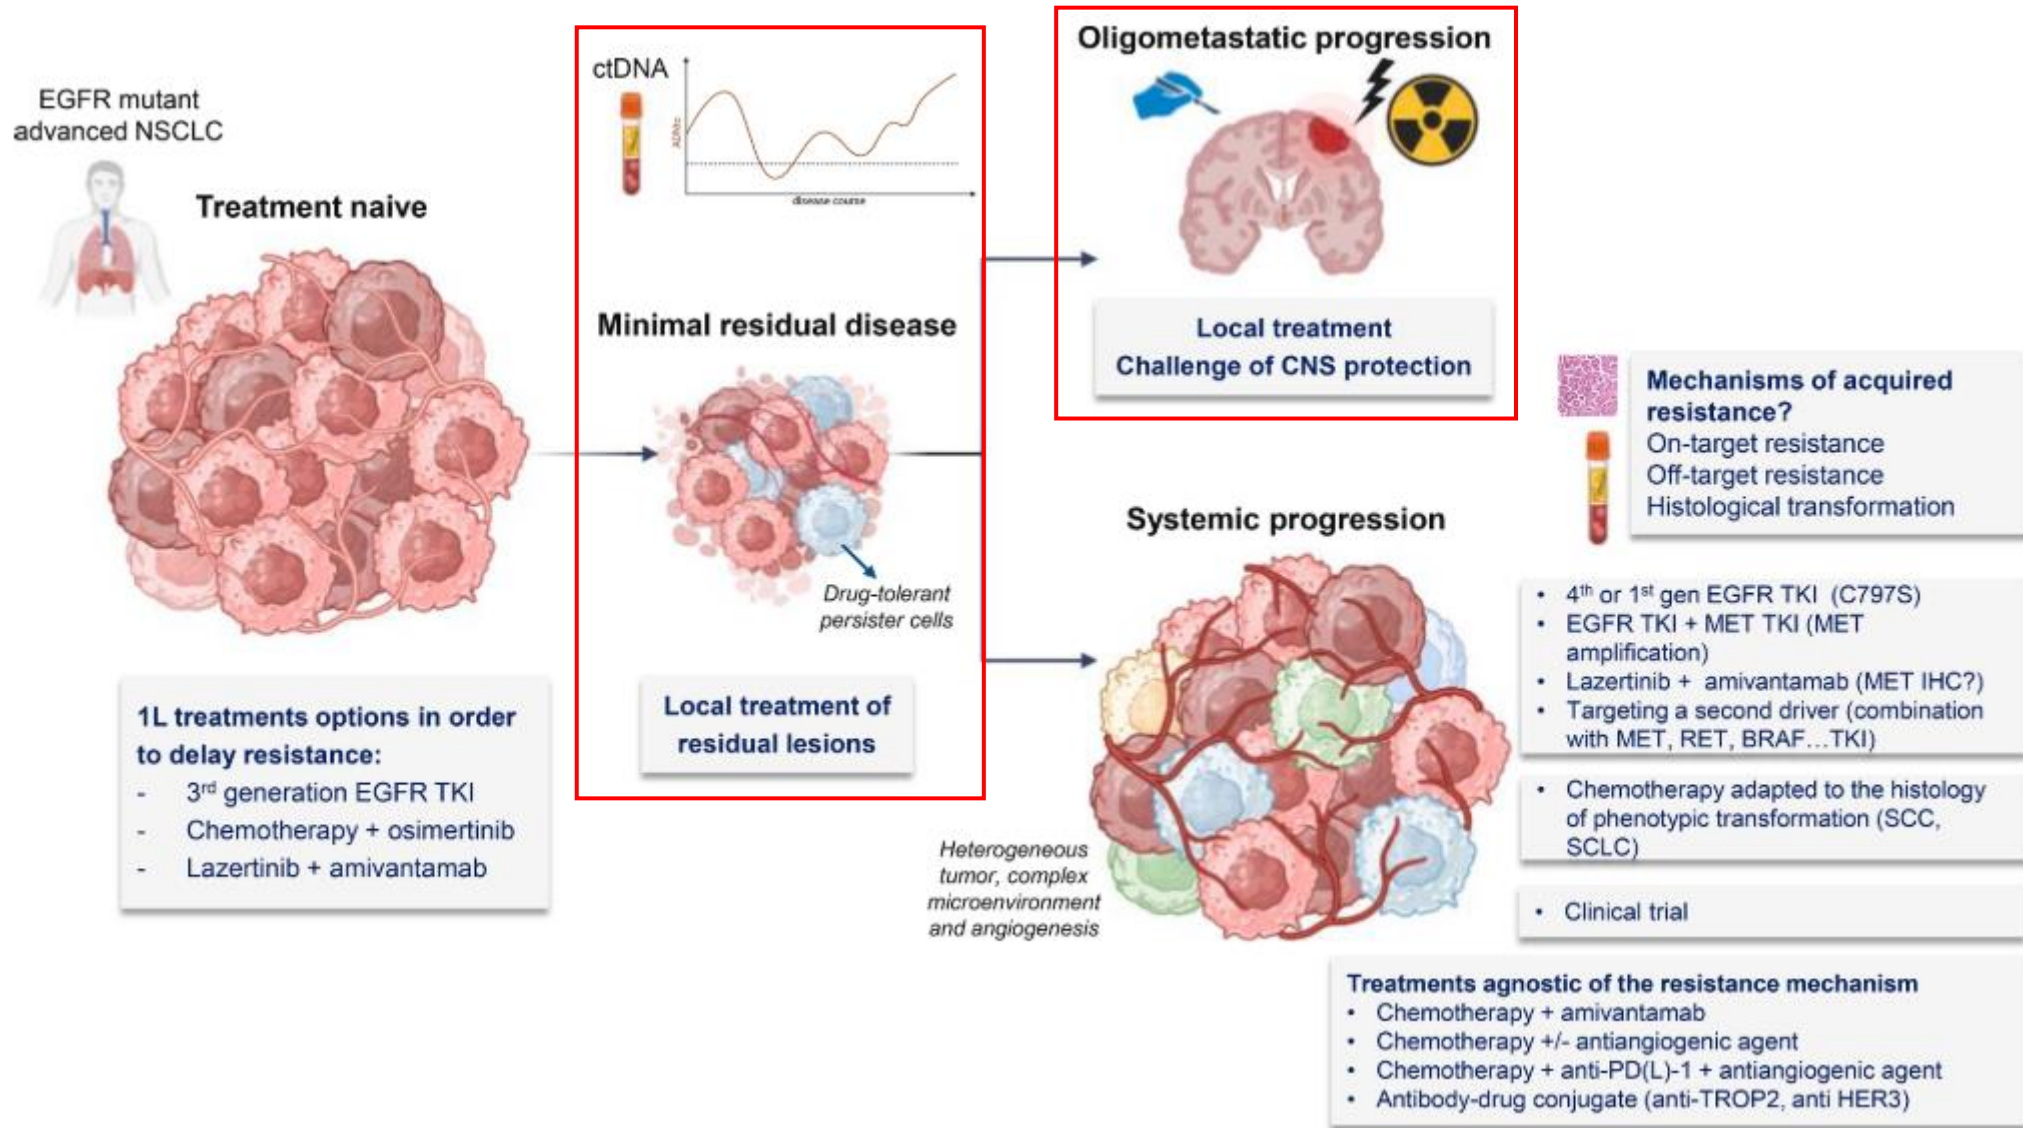 EGFR mutant
advanced NSCLC
Treatment naive
1L treatments options in order
to delay resistance:
- 3rd generation EGFR TKI
- Chemotherapy + osimertinib
- Lazertinib + amivantamab
ctDNA
ADNtc
disease course
Minimal residual disease
Drug-tolerant
persister cells
Local treatment of
residual lesions
Oligometastatic progression
Local treatment
Challenge of CNS protection
Systemic progression
Heterogeneous
tumor, complex
microenvironment
and angiogenesis
Mechanisms of acquired
resistance?
On-target resistance
Off-target resistance
Histological transformation
• 4th or 1st gen EGFR TKI (C797S)
• EGFR TKI + MET TKI (MET
amplification)
• Lazertinib + amivantamab (MET IHC?)
• Targeting a second driver (combination
with MET, RET, BRAF...TKI)
• Chemotherapy adapted to the histology
of phenotypic transformation (SCC,
SCLC)
• Clinical trial
Treatments agnostic of the resistance mechanism
• Chemotherapy + amivantamab
• Chemotherapy +/- antiangiogenic agent
• Chemotherapy + anti-PD(L)-1 + antiangiogenic agent
• Antibody-drug conjugate (anti-TROP2, anti HER3)